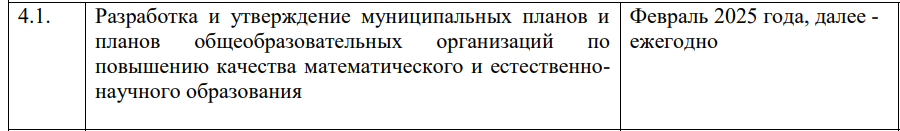 4.1.
Разработка и утверждение муниципальных планов и
планов общеобразовательных организаций по
повышению качества математического и естественно-
научного образования
Февраль 2025 года, далее -
ежегодно